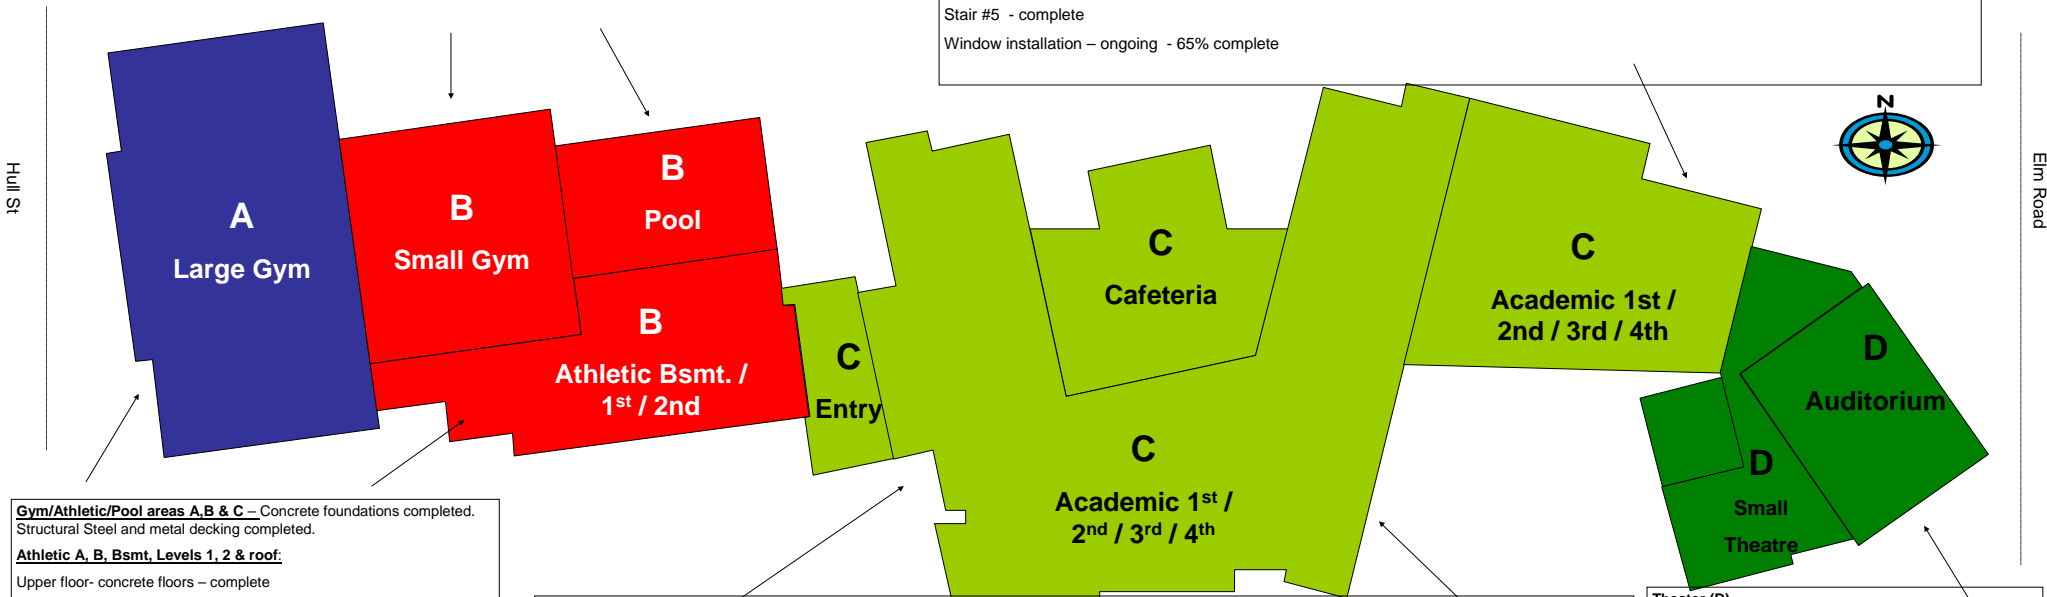 Stair #5 - complete
Window installation – ongoing - 65% complete
N
Hull St
Elm Road
A
Large Gym
B
Small Gym
B
Pool
B
Athletic Bsmt. /
1st / 2nd
C
Entry
C
Cafeteria
C
Academic 1st /
2nd / 3rd / 4th
C
Academic 1st /
2nd / 3rd / 4th
D
Auditorium
D
Small
Theatre
Gym/Athletic/Pool areas A,B & C – Concrete foundations completed.
Structural Steel and metal decking completed.
Athletic A, B, Bsmt, Levels 1, 2 & roof:
Upper floor- concrete floors – complete
Theater (D)